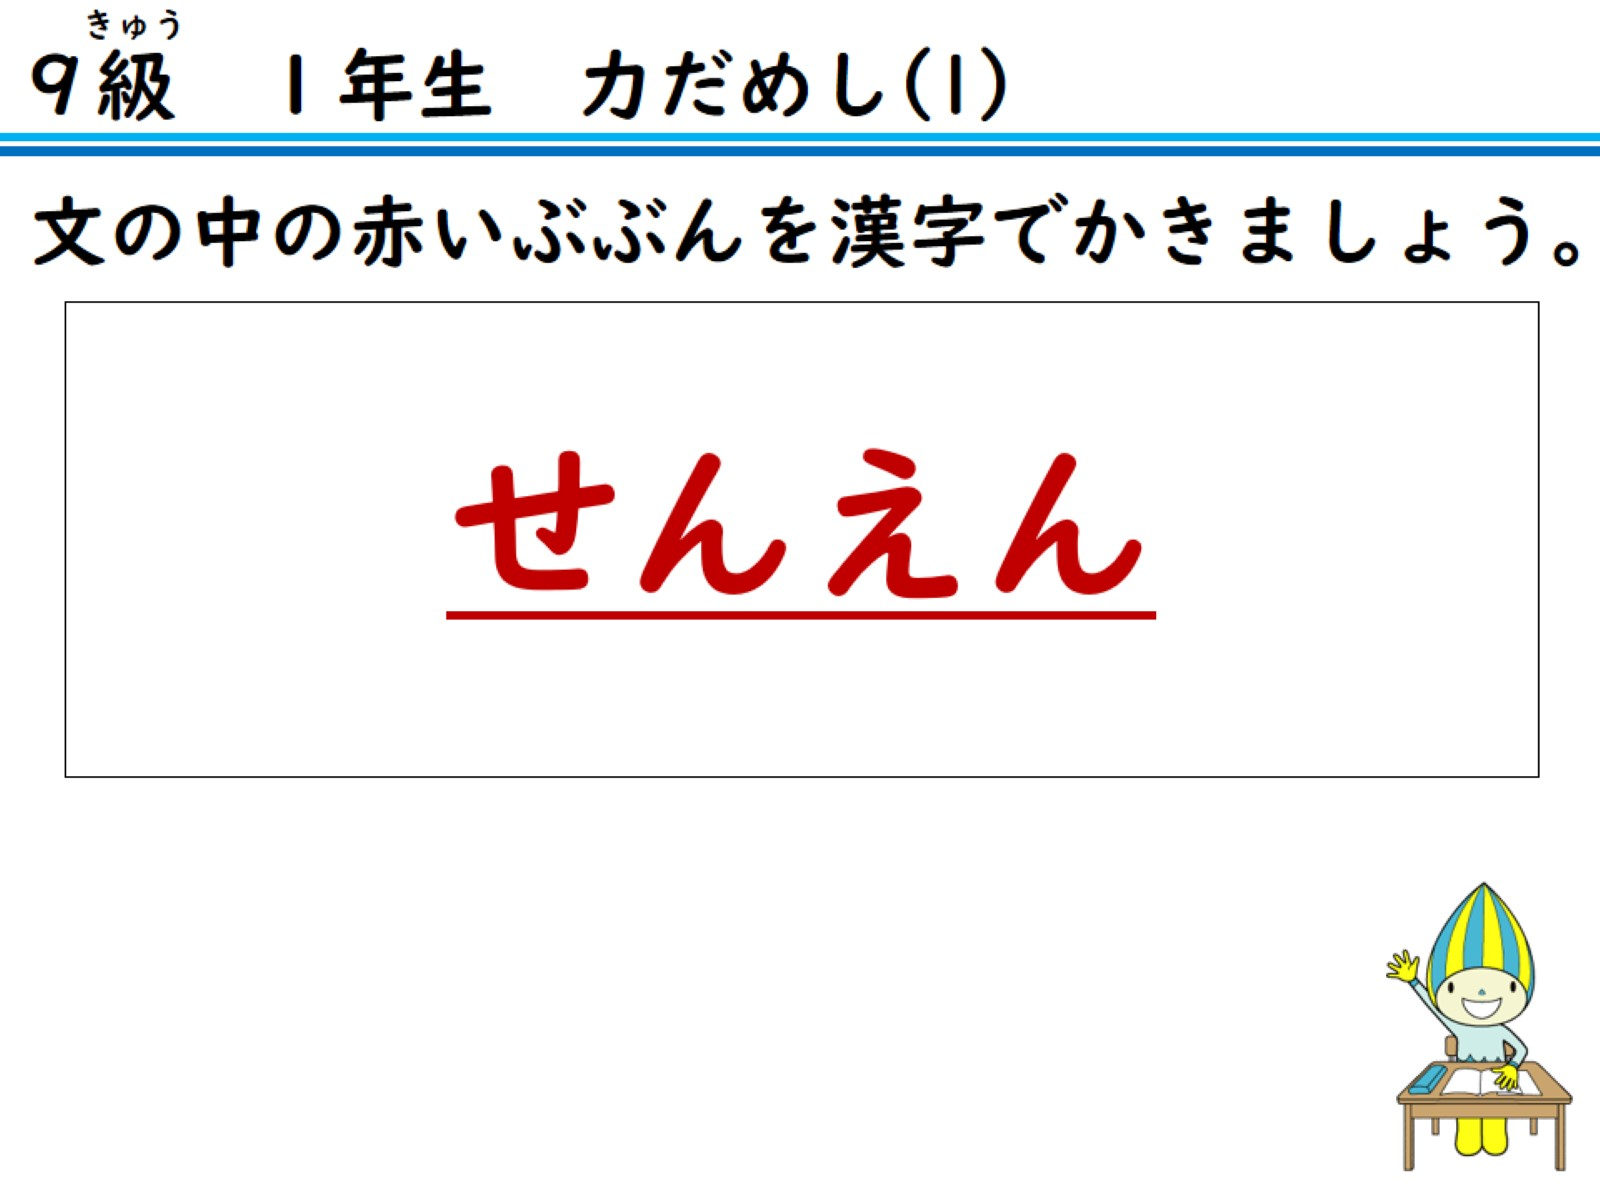 きゅう
９級　１年生　力だめし(１)
文の中の赤いぶぶんを漢字でかきましょう。
せんえん